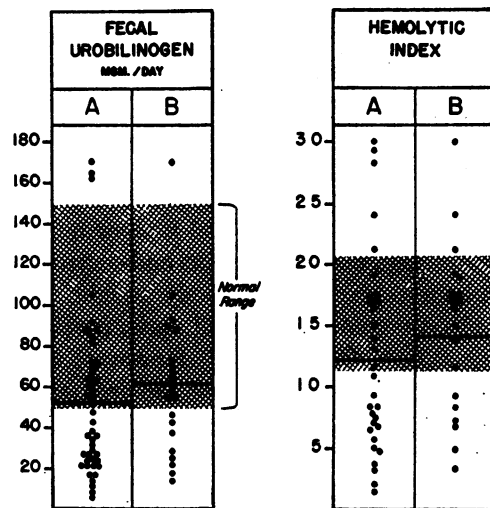 FECAL
UROBILINOGEN
MGM. / DAY
A B
180
160
140
120
100
80
60
40
20
Normal
Range
HEMOLYTIC
INDEX
A B
30
25
20
15
10
5